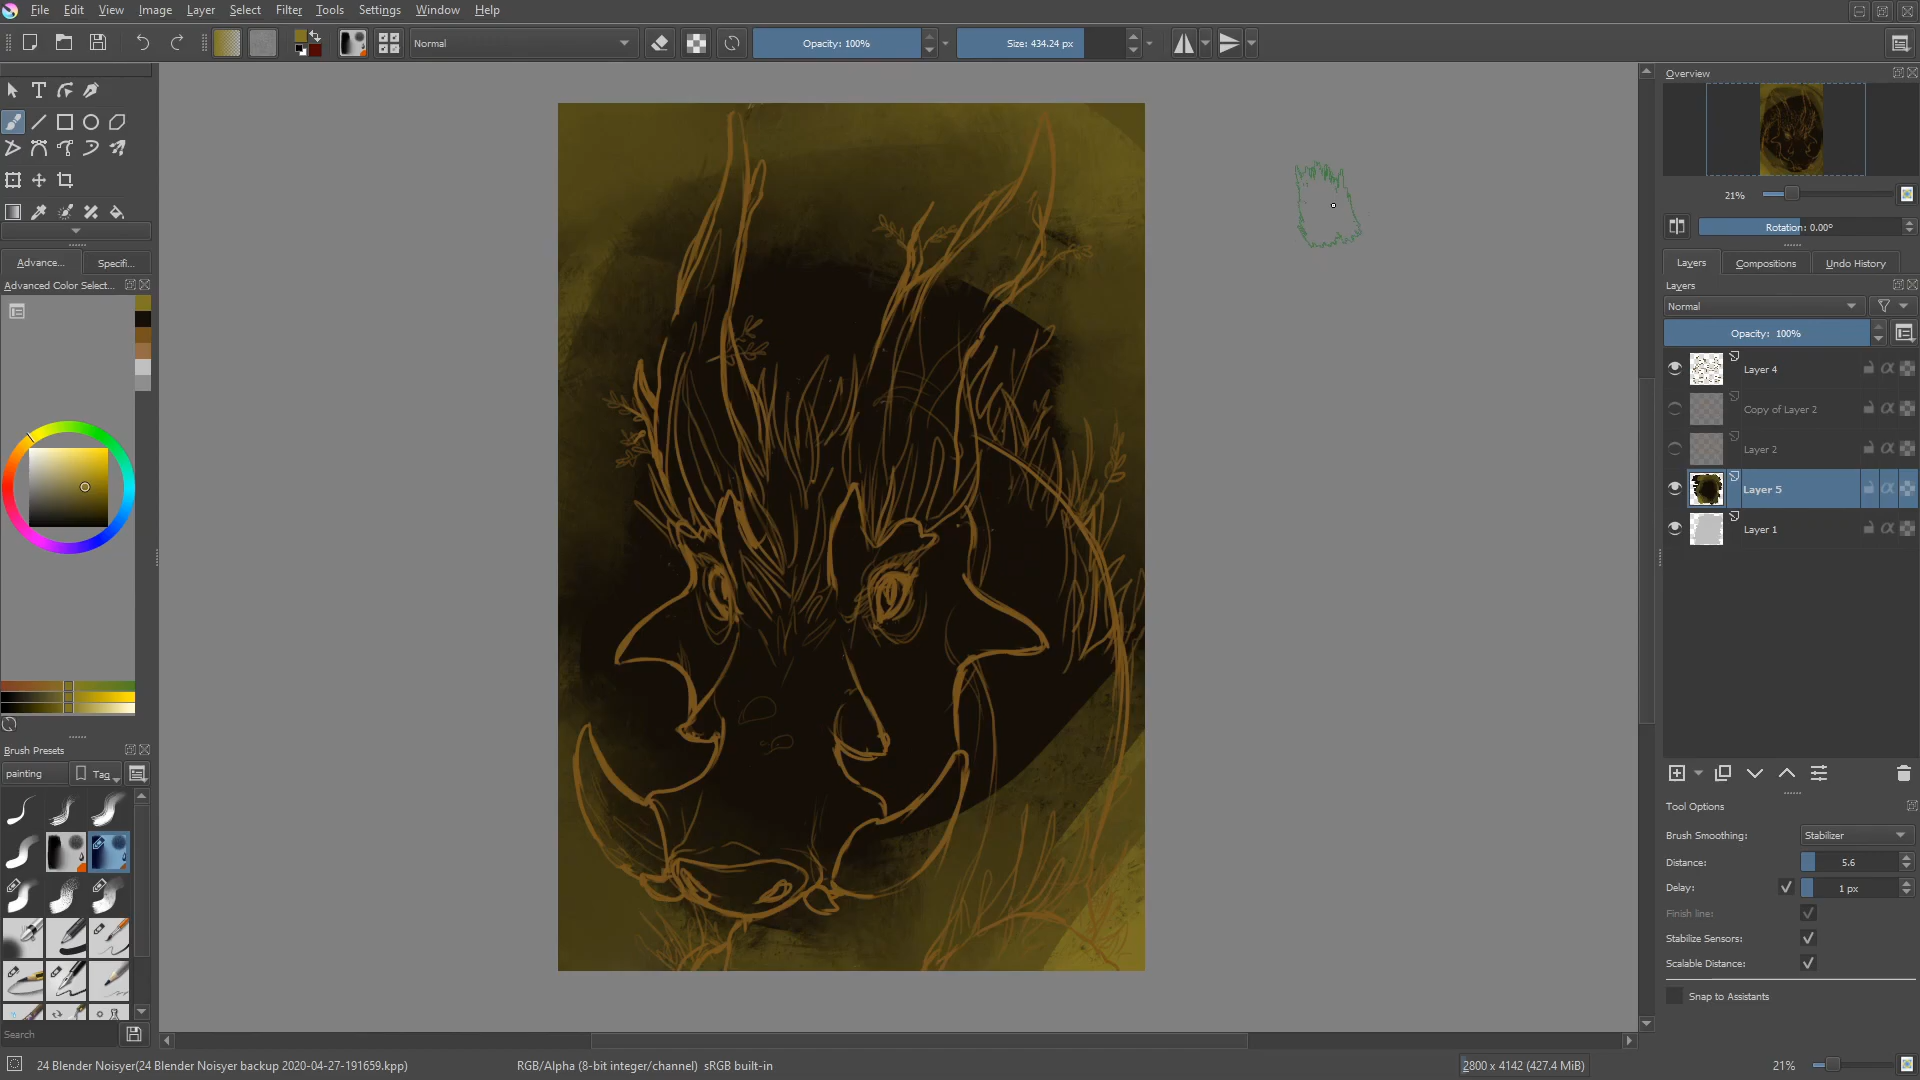 File Edit View Image Layer Select Filter Tools Settings Window Help
Normal
Opacity: 100%
Size: 434.24 px
Advance...
Specifi...
Advanced Color Select...
Brush Presets
painting
Tag
Search
24 Blender Noisyer(24 Blender Noisyer backup 2020-04-27-191659.kpp)
RGB/Alpha (8-bit integer/channel) sRGB built-in
2800 x 4142 (427.4 MiB)
21%
Overview
21%
Rotation: 0.00°
Layers
Compositions
Undo History
Layers
Normal
Opacity: 100%
Layer 4
Copy of Layer 2
Layer 2
Layer 5
Layer 1
Tool Options
Brush Smoothing:
Stabilizer
Distance:
5.6
Delay:
1 px
Finish line:
Stabilize Sensors:
Scalable Distance:
Snap to Assistants